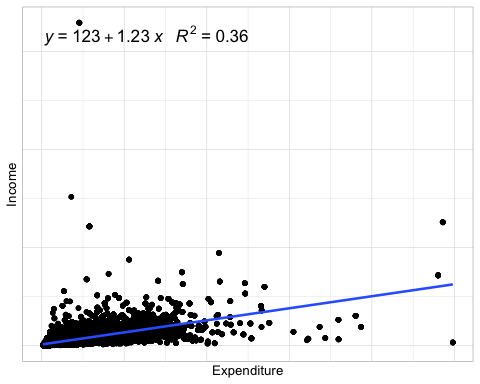 y = 123 + 1.23 x R² = 0.36
Income
Expenditure